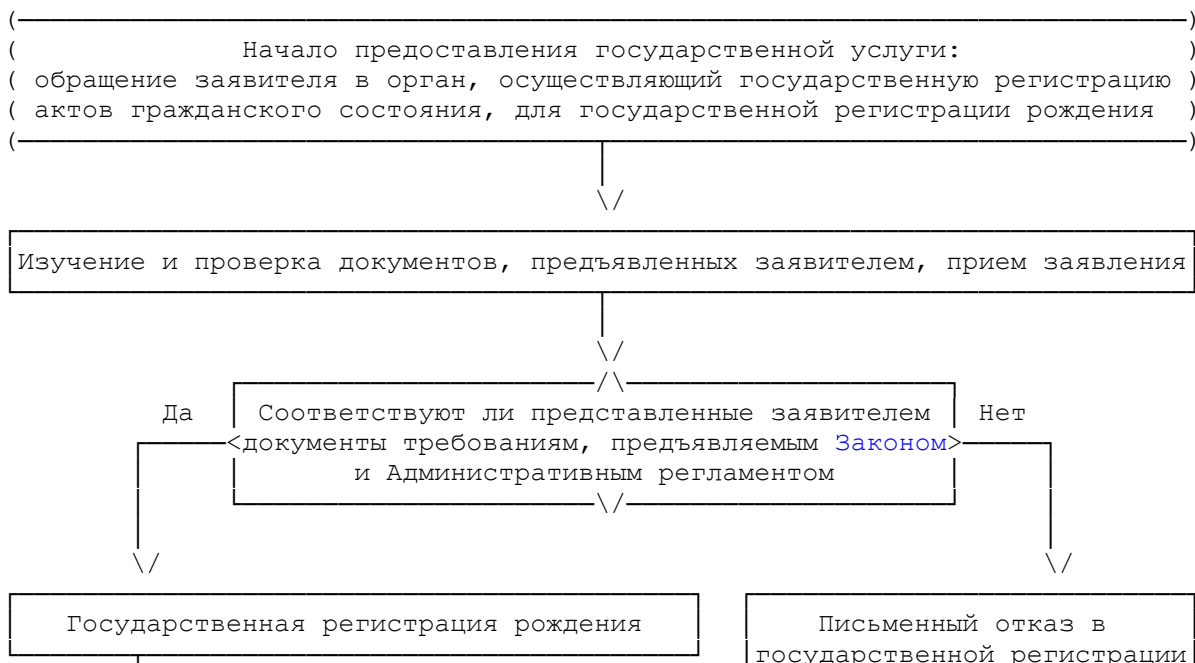 Начало предоставления государственной услуги:
обращение заявителя в орган, осуществляющий государственную регистрацию
актов гражданского состояния, для государственной регистрации рождения
Изучение и проверка документов, предъявленных заявителем, прием заявления
Да
Соответствуют ли представленные заявителем
Нет
документы требованиям, предъявляемым Законом
и Административным регламентом
Государственная регистрация рождения
Письменный отказ в
государственной регистрации